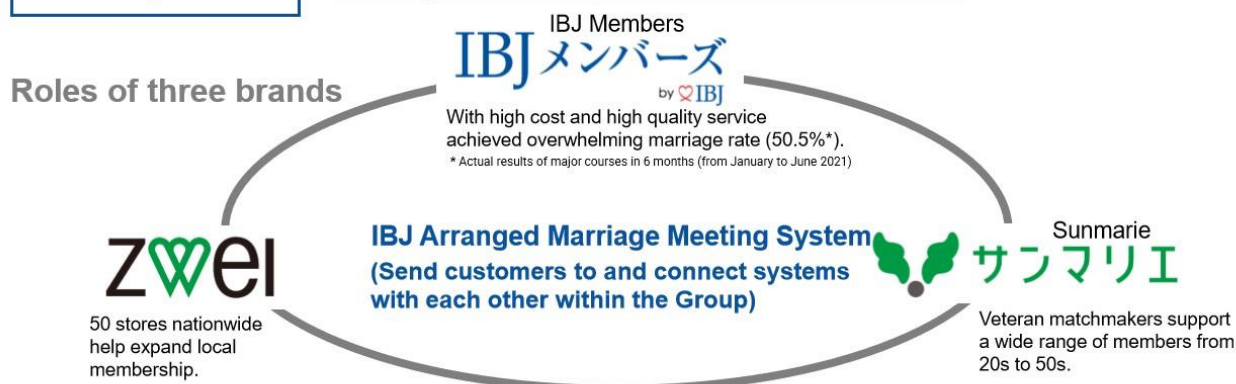 IBJ Members
IBJ メンバーズ
by IBJ
Roles of three brands
With high cost and high quality service
achieved overwhelming marriage rate (50.5%*).
* Actual results of major courses in 6 months (from January to June 2021)
IBJ Arranged Marriage Meeting System
(Send customers to and connect systems
with each other within the Group)
zwei
50 stores nationwide
help expand local
membership.
Sunmarie
サンマリエ
Veteran matchmakers support
a wide range of members from
20s to 50s.